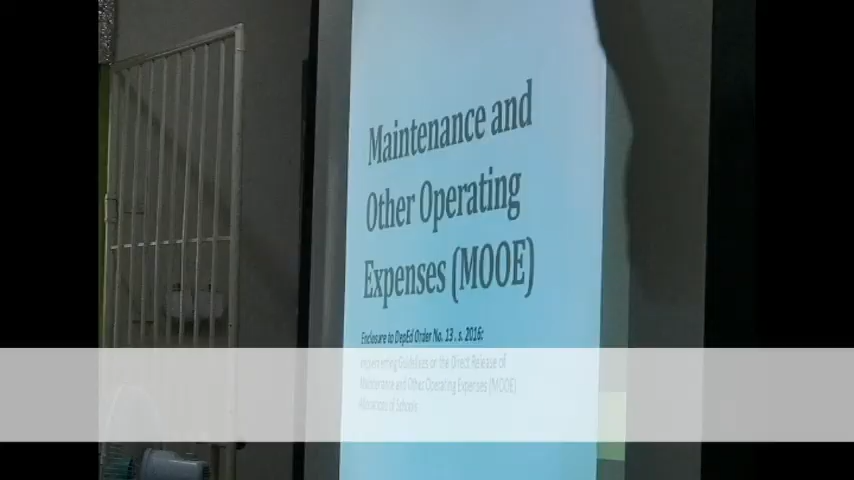 Maintenance and
Other Operating
Expenses (MOOE)
Enclosure to DepEd Order No. 13 , s. 2016:
Implementing Guidelines on the Direct Release of
Maintenance and Other Operating Expenses (MOOE)
Allocations of Schools